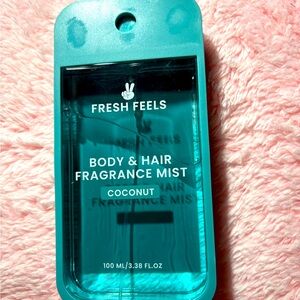 FRESH FEELS
BODY & HAIR
FRAGRANCE MIST
COCONUT
100 ML/3.38 FL.OZ